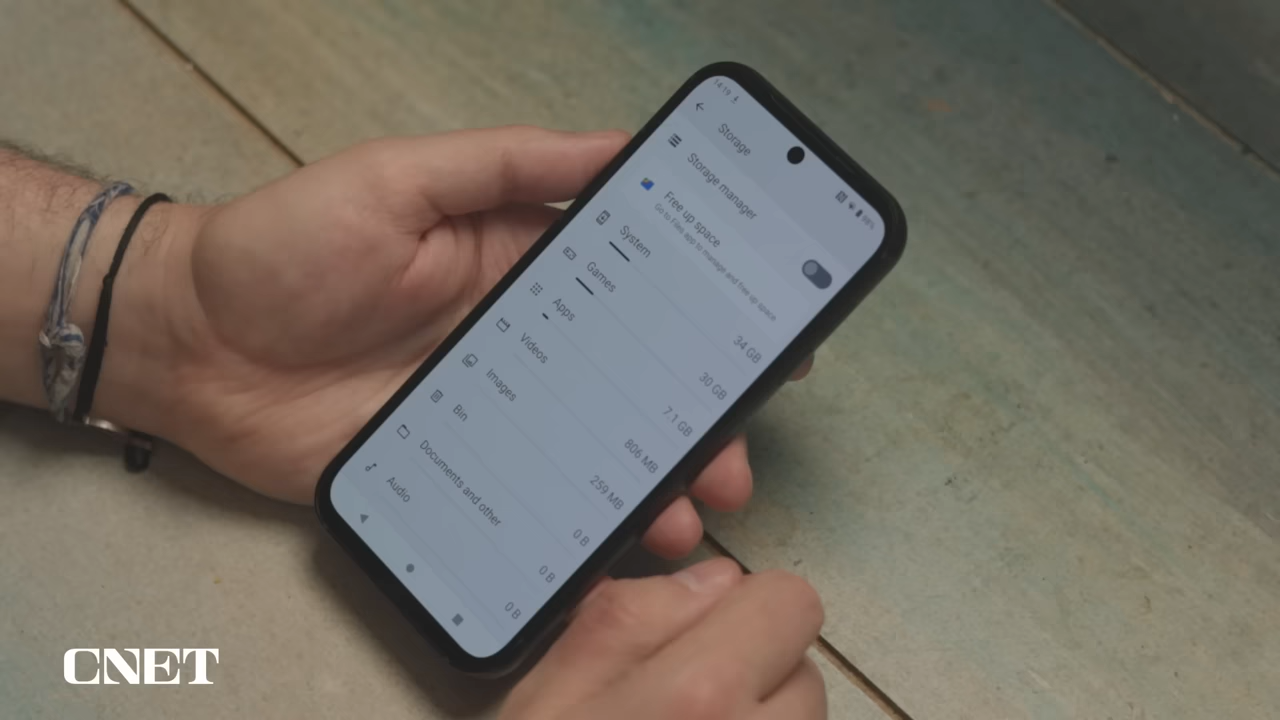 14:19
Storage
Storage manager
Free up space
Go to Files app to manage and free up space
System
34 GB
Games
30 GB
Apps
7.1 GB
Videos
806 MB
Images
259 MB
Bin
0 B
Documents and other
0 B
Audio
0 B
CNET